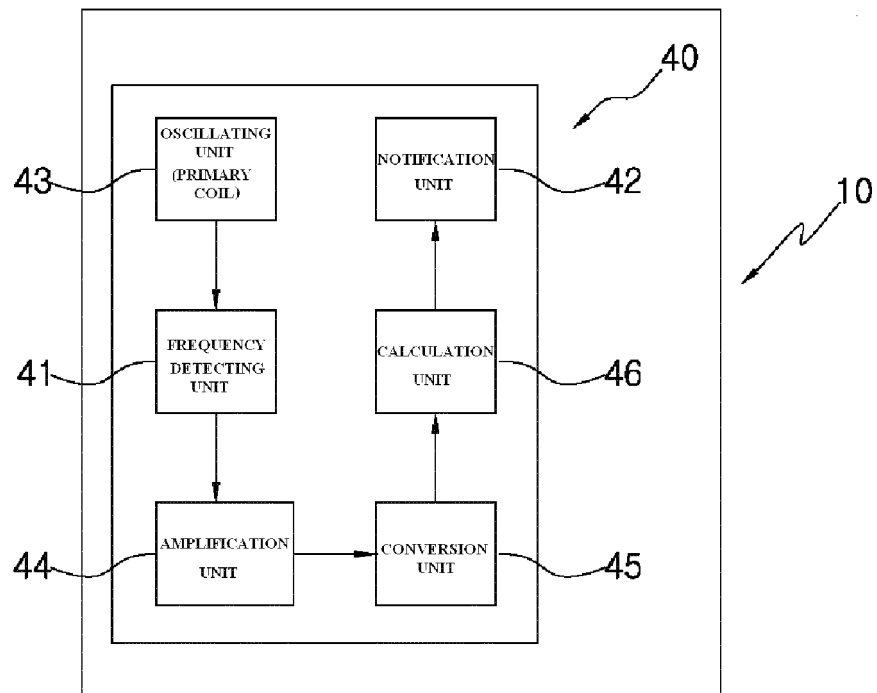 40
OSCILLATING
UNIT
(PRIMARY
COIL)
43
NOTIFICATION
UNIT
42
10
FREQUENCY
DETECTING
UNIT
41
CALCULATION
UNIT
46
AMPLIFICATION
UNIT
44
CONVERSION
UNIT
45